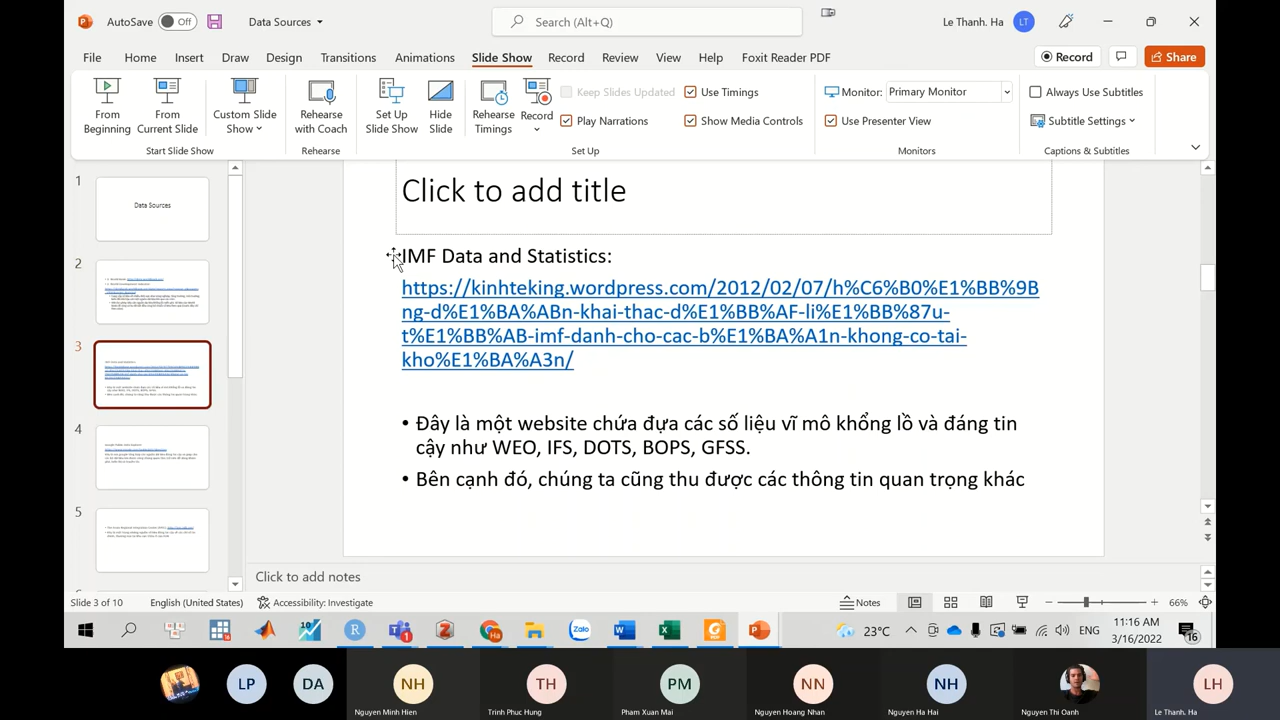 AutoSave Off Data Sources Search (Alt+Q) Le Thanh. Ha LT
File Home Insert Draw Design Transitions Animations Slide Show Record Review View Help Foxit Reader PDF Record Share
From Beginning
From Current Slide
Custom Slide Show
Rehearse with Coach
Set Up Slide Show
Hide Slide
Rehearse Timings
Record
Keep Slides Updated
Play Narrations
Use Timings
Show Media Controls
Monitor: Primary Monitor
Use Presenter View
Always Use Subtitles
Subtitle Settings
Start Slide Show Rehearse Set Up Monitors Captions & Subtitles
1
Data Sources
2
3
4
5
Click to add title
IMF Data and Statistics:
https://kinhteking.wordpress.com/2012/02/07/h%C6%B0%E1%BB%9B
ng-d%E1%BA%ABn-khai-thac-d%E1%BB%AF-li%E1%BB%87u-
t%E1%BB%AB-imf-danh-cho-cac-b%E1%BA%A1n-khong-co-tai-
kho%E1%BA%A3n/
• Đây là một website chứa đựa các số liệu vĩ mô khổng lồ và đáng tin
cậy như WEO, IFS, DOTS, BOPS, GFSS.
• Bên cạnh đó, chúng ta cũng thu được các thông tin quan trọng khác
Click to add notes
Slide 3 of 10 English (United States) Accessibility: Investigate Notes 66%
Zalo 23°C ENG 11:16 AM
3/16/2022 16
LP DA NH TH PM NN NH LH
Nguyen Minh Hien Trinh Phuc Hung Pham Xuan Mai Nguyen Hoang Nhan Nguyen Ha Hai Nguyen Thi Oanh Le Thanh. Ha